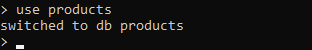 > use products
switched to db products
>